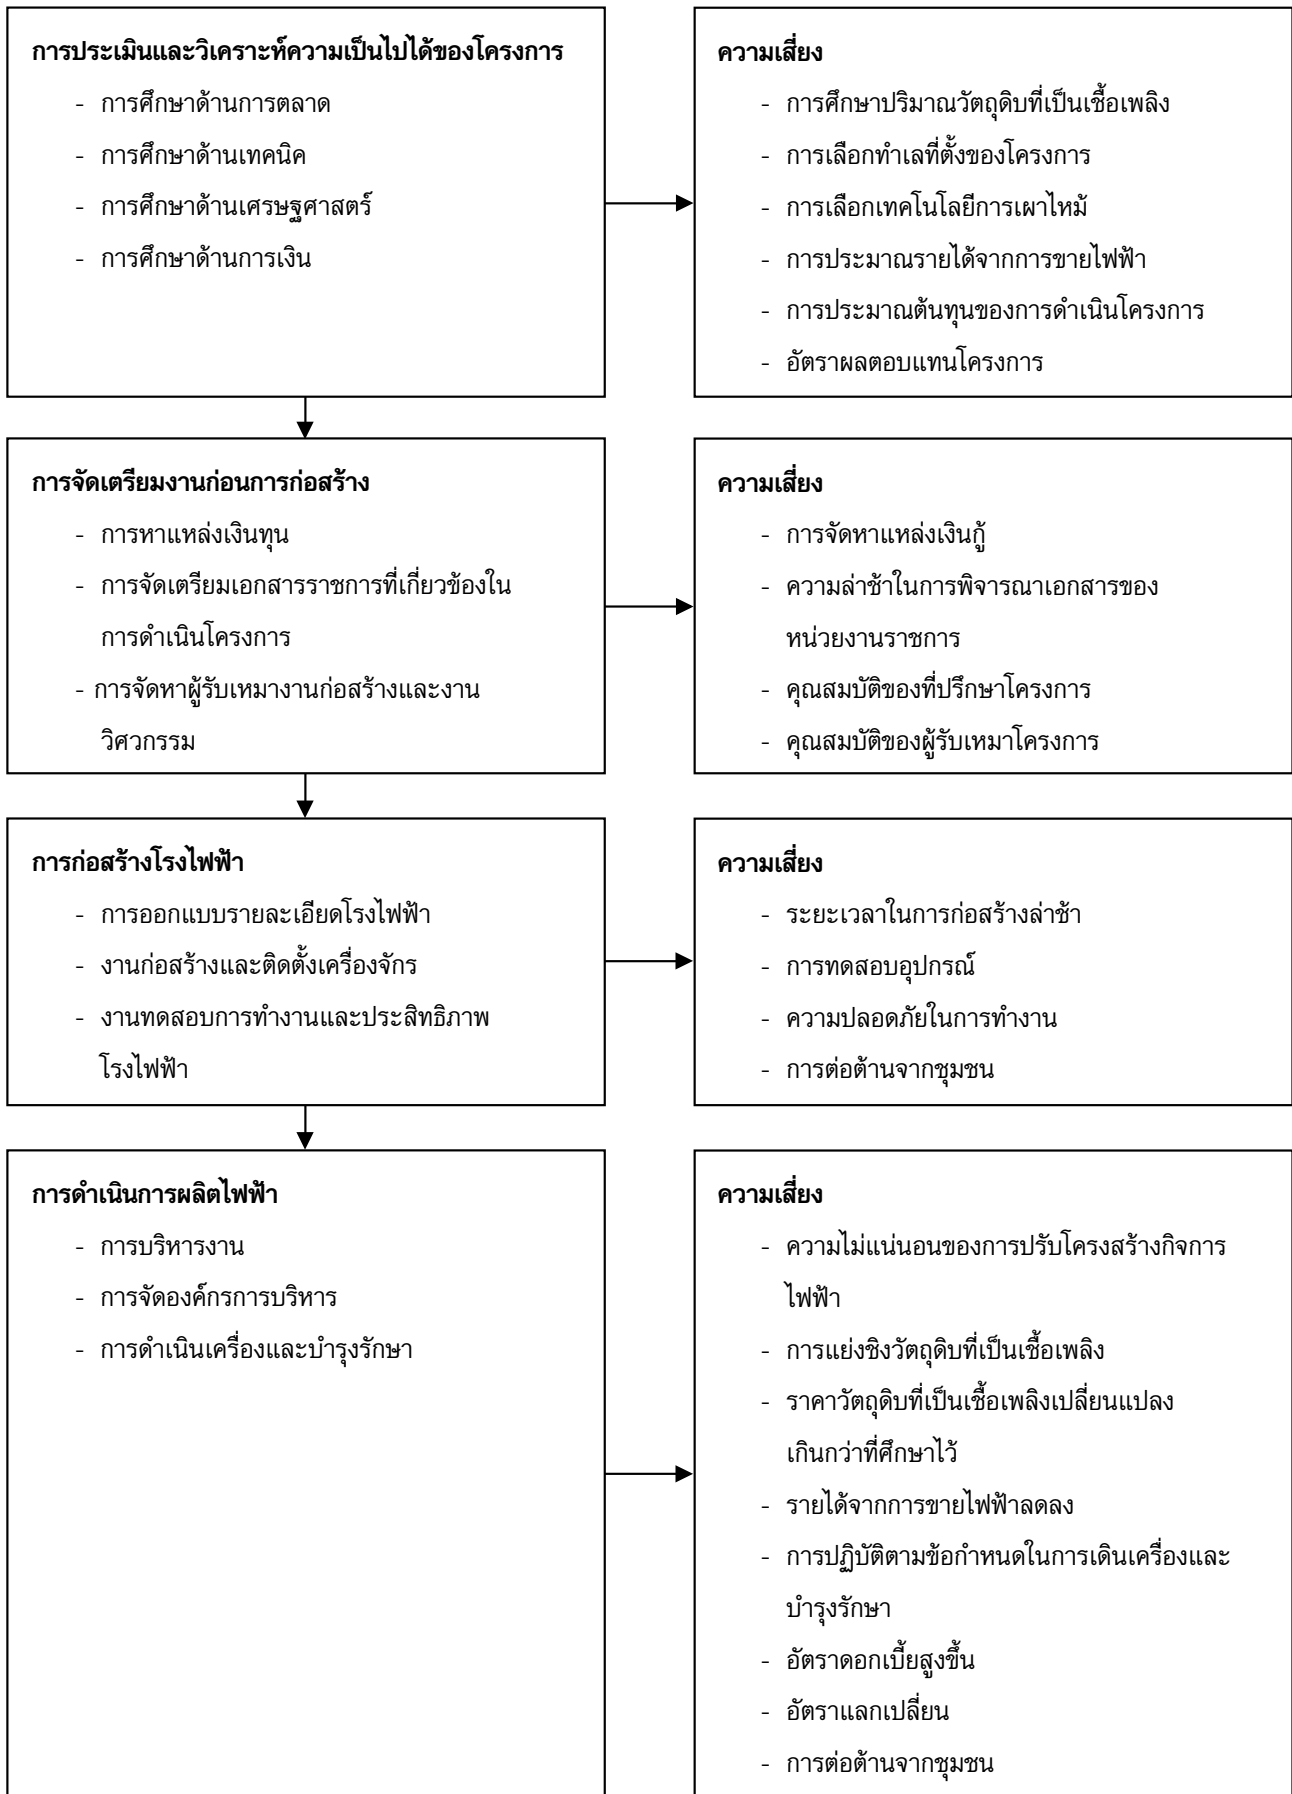 การประเมินและวิเคราะห์ความเป็นไปได้ของโครงการ
- การศึกษาด้านการตลาด
- การศึกษาด้านเทคนิค
- การศึกษาด้านเศรษฐศาสตร์
- การศึกษาด้านการเงิน
ความเสี่ยง
- การศึกษาปริมาณวัตถุดิบที่เป็นเชื้อเพลิง
- การเลือกทำเลที่ตั้งของโครงการ
- การเลือกเทคโนโลยีการเผาไหม้
- การประมาณรายได้จากการขายไฟฟ้า
- การประมาณต้นทุนของการดำเนินโครงการ
- อัตราผลตอบแทนโครงการ
การจัดเตรียมงานก่อนการก่อสร้าง
- การหาแหล่งเงินทุน
- การจัดเตรียมเอกสารราชการที่เกี่ยวข้องใน
การดำเนินโครงการ
- การจัดหาผู้รับเหมางานก่อสร้างและงาน
วิศวกรรม
ความเสี่ยง
- การจัดหาแหล่งเงินกู้
- ความล่าช้าในการพิจารณาเอกสารของ
หน่วยงานราชการ
- คุณสมบัติของที่ปรึกษาโครงการ
- คุณสมบัติของผู้รับเหมาโครงการ
การก่อสร้างโรงไฟฟ้า
- การออกแบบรายละเอียดโรงไฟฟ้า
- งานก่อสร้างและติดตั้งเครื่องจักร
- งานทดสอบการทำงานและประสิทธิภาพ
โรงไฟฟ้า
ความเสี่ยง
- ระยะเวลาในการก่อสร้างล่าช้า
- การทดสอบอุปกรณ์
- ความปลอดภัยในการทำงาน
- การต่อต้านจากชุมชน
การดำเนินการผลิตไฟฟ้า
- การบริหารงาน
- การจัดองค์กรการบริหาร
- การดำเนินเครื่องและบำรุงรักษา
ความเสี่ยง
- ความไม่แน่นอนของการปรับโครงสร้างกิจการ
ไฟฟ้า
- การแย่งชิงวัตถุดิบที่เป็นเชื้อเพลิง
- ราคาวัตถุดิบที่เป็นเชื้อเพลิงเปลี่ยนแปลง
เกินกว่าที่ศึกษาไว้
- รายได้จากการขายไฟฟ้าลดลง
- การปฏิบัติตามข้อกำหนดในการเดินเครื่องและ
บำรุงรักษา
- อัตราดอกเบี้ยสูงขึ้น
- อัตราแลกเปลี่ยน
- การต่อต้านจากชุมชน